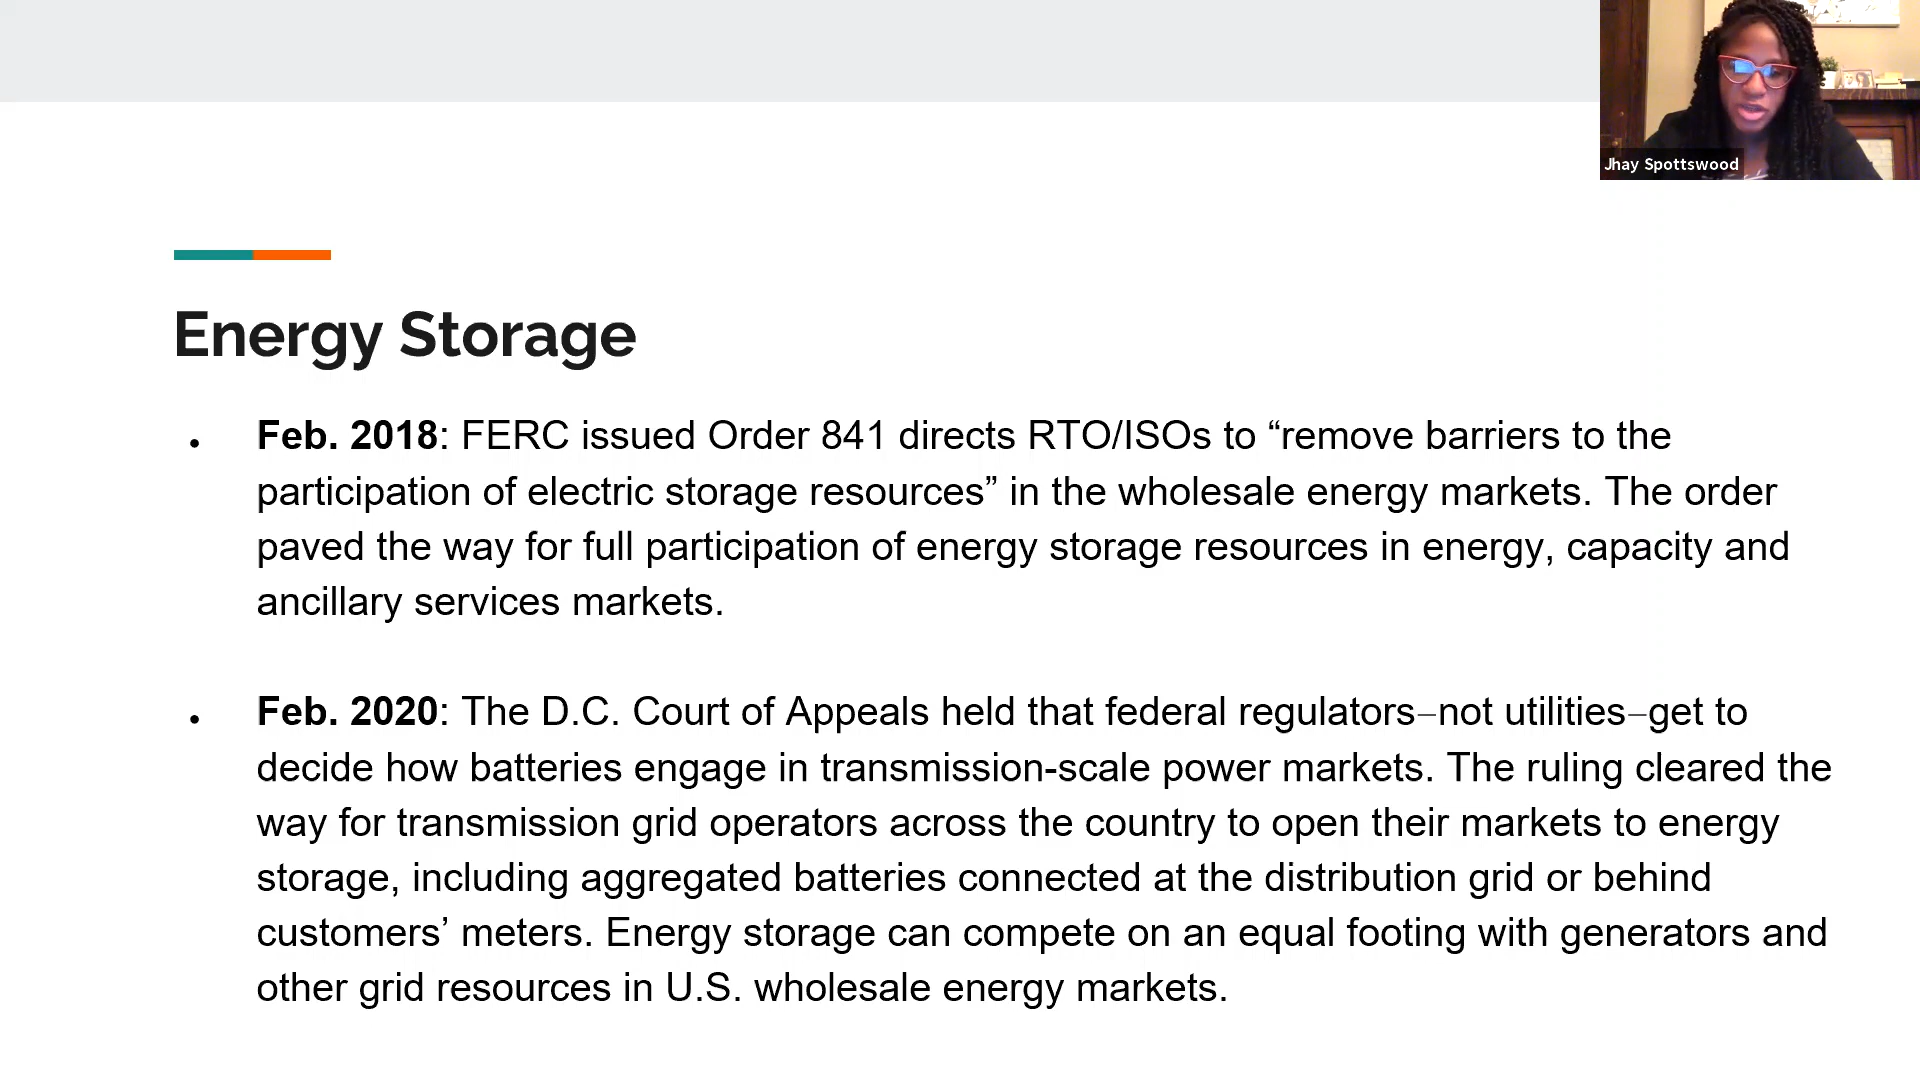 Jhay Spottswood
Energy Storage
• Feb. 2018: FERC issued Order 841 directs RTO/ISOs to “remove barriers to the
participation of electric storage resources” in the wholesale energy markets. The order
paved the way for full participation of energy storage resources in energy, capacity and
ancillary services markets.
• Feb. 2020: The D.C. Court of Appeals held that federal regulators–not utilities–get to
decide how batteries engage in transmission-scale power markets. The ruling cleared the
way for transmission grid operators across the country to open their markets to energy
storage, including aggregated batteries connected at the distribution grid or behind
customers’ meters. Energy storage can compete on an equal footing with generators and
other grid resources in U.S. wholesale energy markets.